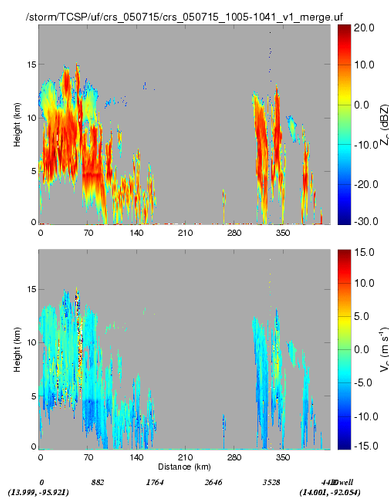 /storm/TCSP/uf/crs_050715/crs_050715_1005-1041_v1_merge.uf
20.0
15
10.0
10
Height (km)
0.0
Zc (dBZ)
-10.0
5
-20.0
0
-30.0
0 70 140 210 280 350
15.0
15
10.0
10
5.0
Height (km)
0.0
Vc (m s-1)
-5.0
5
-10.0
0
-15.0
0 70 140 210 280 350
Distance (km)
0 882 1764 2646 3528
(13.999, -95.921) (14.001, -92.054)